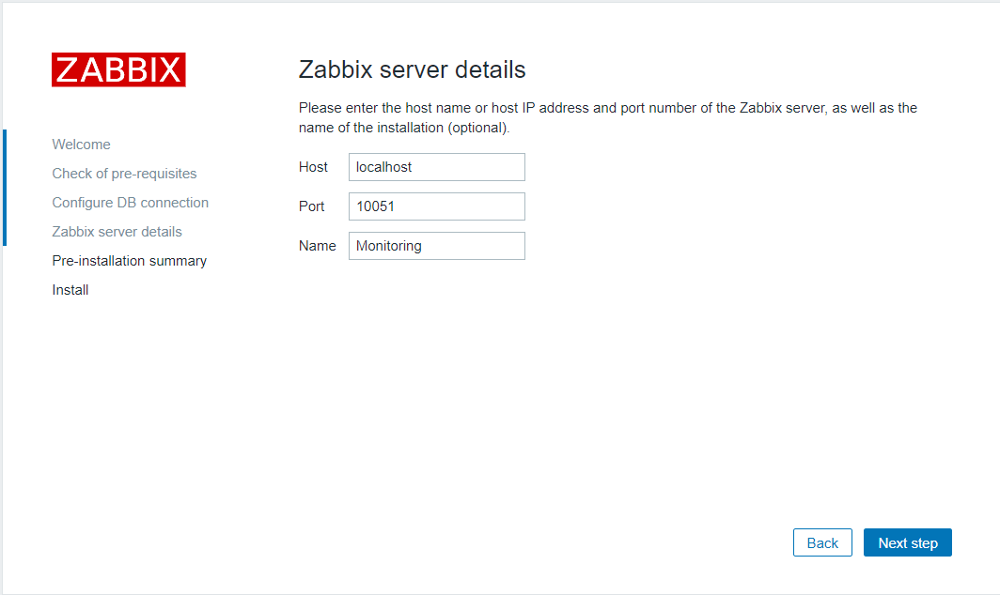 ZABBIX
Welcome
Check of pre-requisites
Configure DB connection
Zabbix server details
Pre-installation summary
Install
Zabbix server details
Please enter the host name or host IP address and port number of the Zabbix server, as well as the
name of the installation (optional).
Host localhost
Port 10051
Name Monitoring
Back Next step